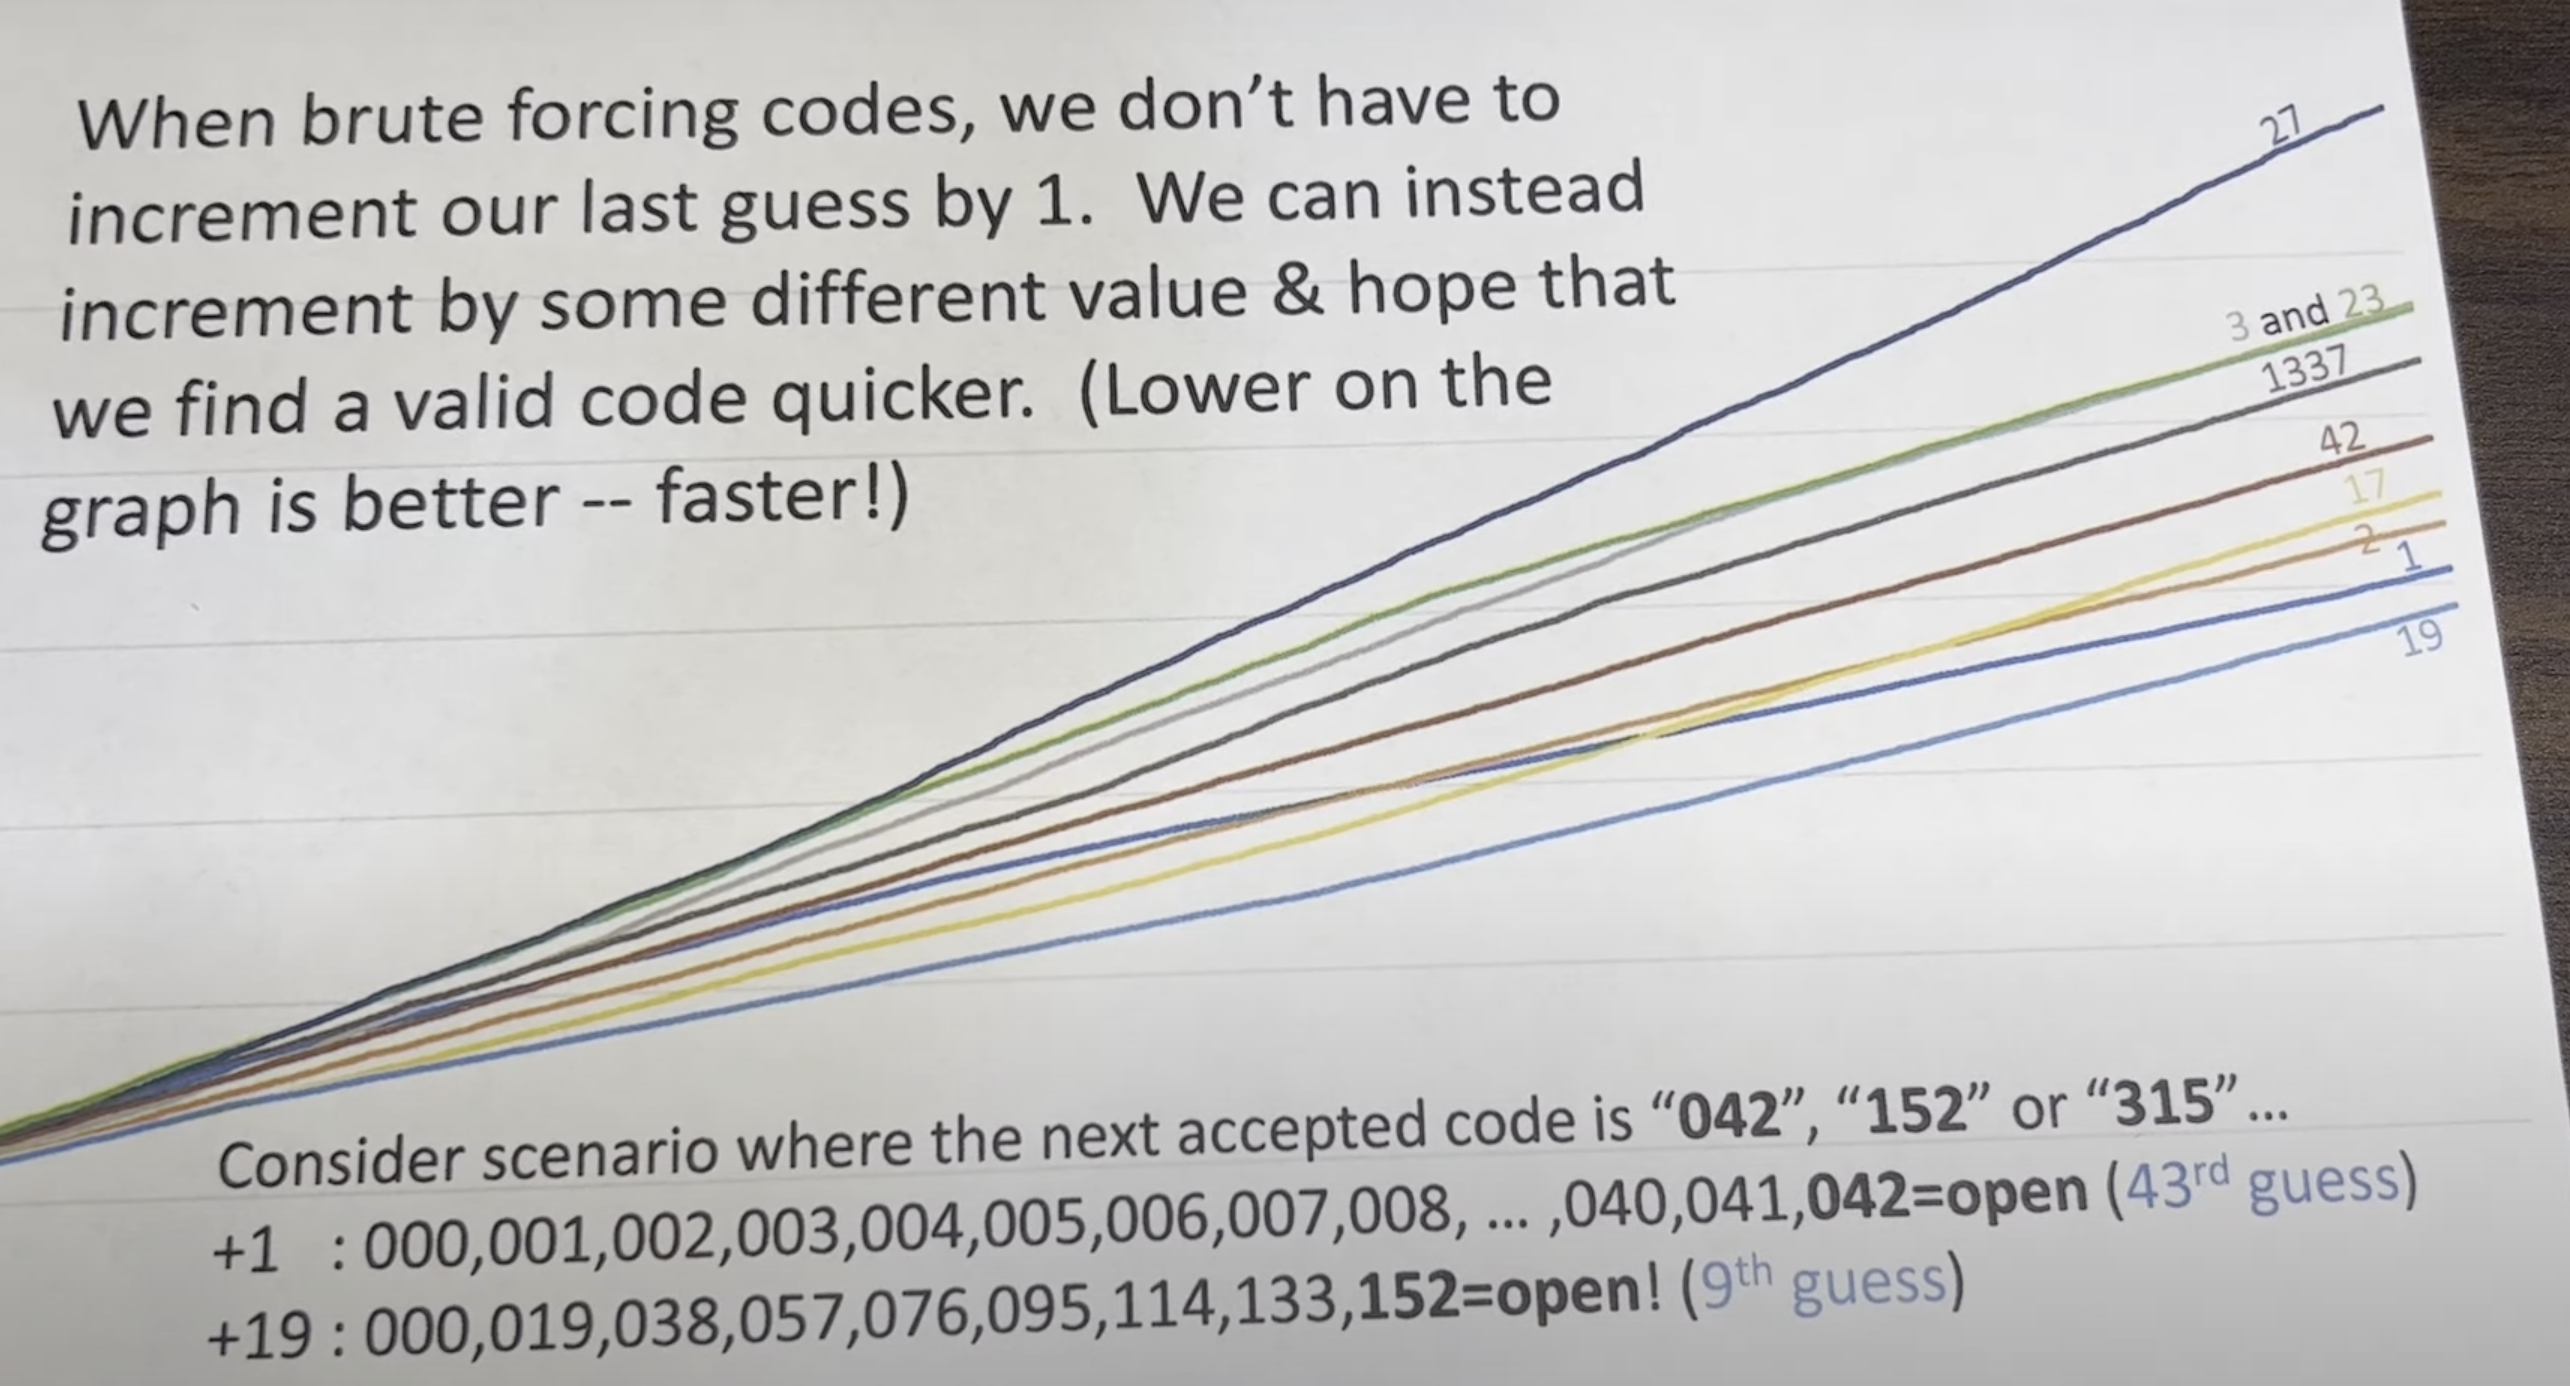 When brute forcing codes, we don't have to
increment our last guess by 1.  We can instead
increment by some different value & hope that
we find a valid code quicker.  (Lower on the
graph is better -- faster!)
27
3 and 23
1337
42
17
2
1
19
Consider scenario where the next accepted code is “042”, “152” or “315”...
+1 : 000,001,002,003,004,005,006,007,008, ... ,040,041,042=open (43rd guess)
+19 : 000,019,038,057,076,095,114,133,152=open! (9th guess)